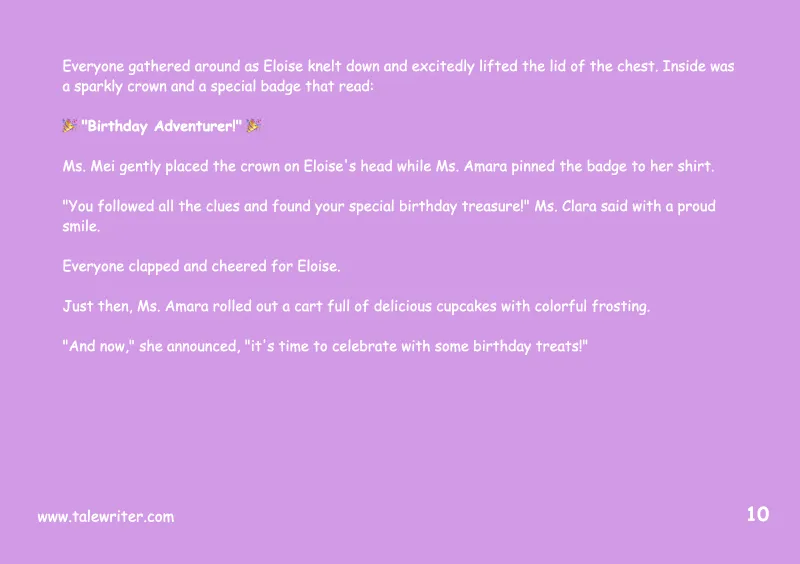 Everyone gathered around as Eloise knelt down and excitedly lifted the lid of the chest. Inside was
a sparkly crown and a special badge that read:
🎉 "Birthday Adventurer!" 🎉
Ms. Mei gently placed the crown on Eloise's head while Ms. Amara pinned the badge to her shirt.
"You followed all the clues and found your special birthday treasure!" Ms. Clara said with a proud
smile.
Everyone clapped and cheered for Eloise.
Just then, Ms. Amara rolled out a cart full of delicious cupcakes with colorful frosting.
"And now," she announced, "it's time to celebrate with some birthday treats!"
www.talewriter.com
10